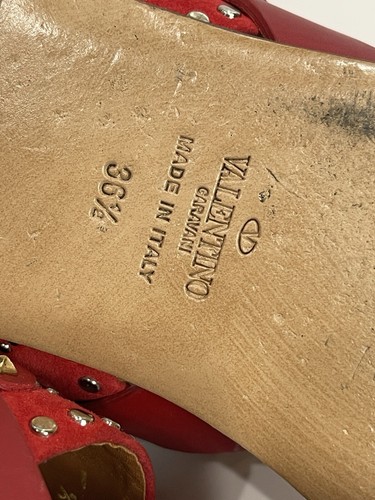 VALENTINO
GARAVANI
MADE IN ITALY
36½